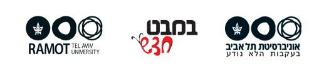 RAMOT TEL AVIV
UNIVERSITY
במבט
חדש
אוניברסיטת תל אביב
בעקבות הלא נודע